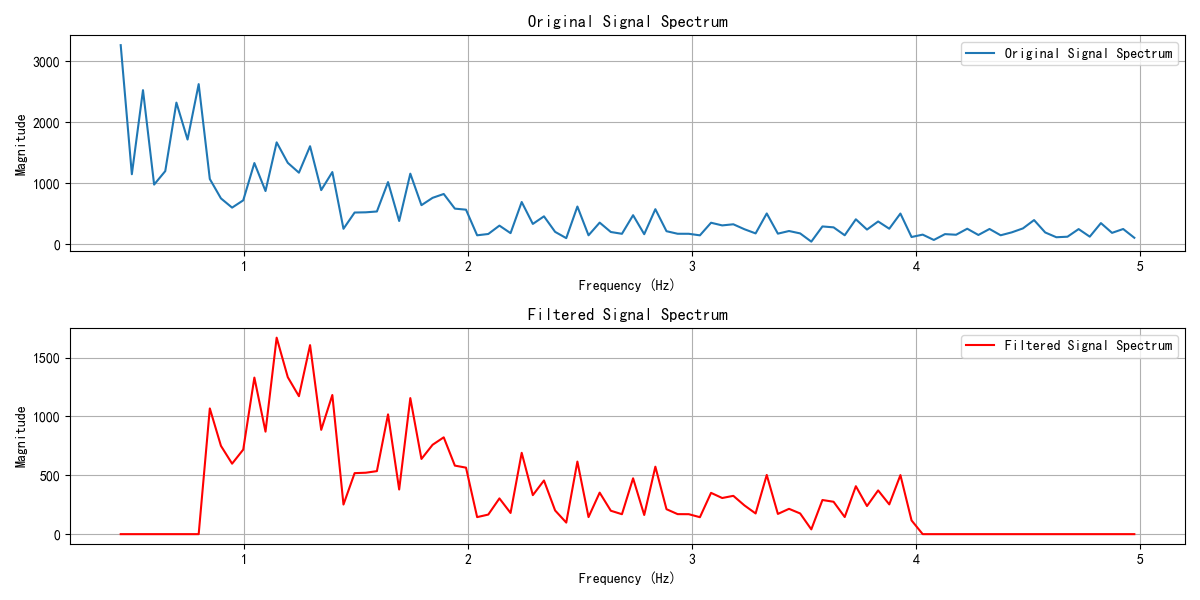 Original Signal Spectrum
Original Signal Spectrum
3000
2000
1000
0
Magnitude
1 2 3 4 5
Frequency (Hz)
Filtered Signal Spectrum
Filtered Signal Spectrum
1500
1000
500
0
Magnitude
1 2 3 4 5
Frequency (Hz)